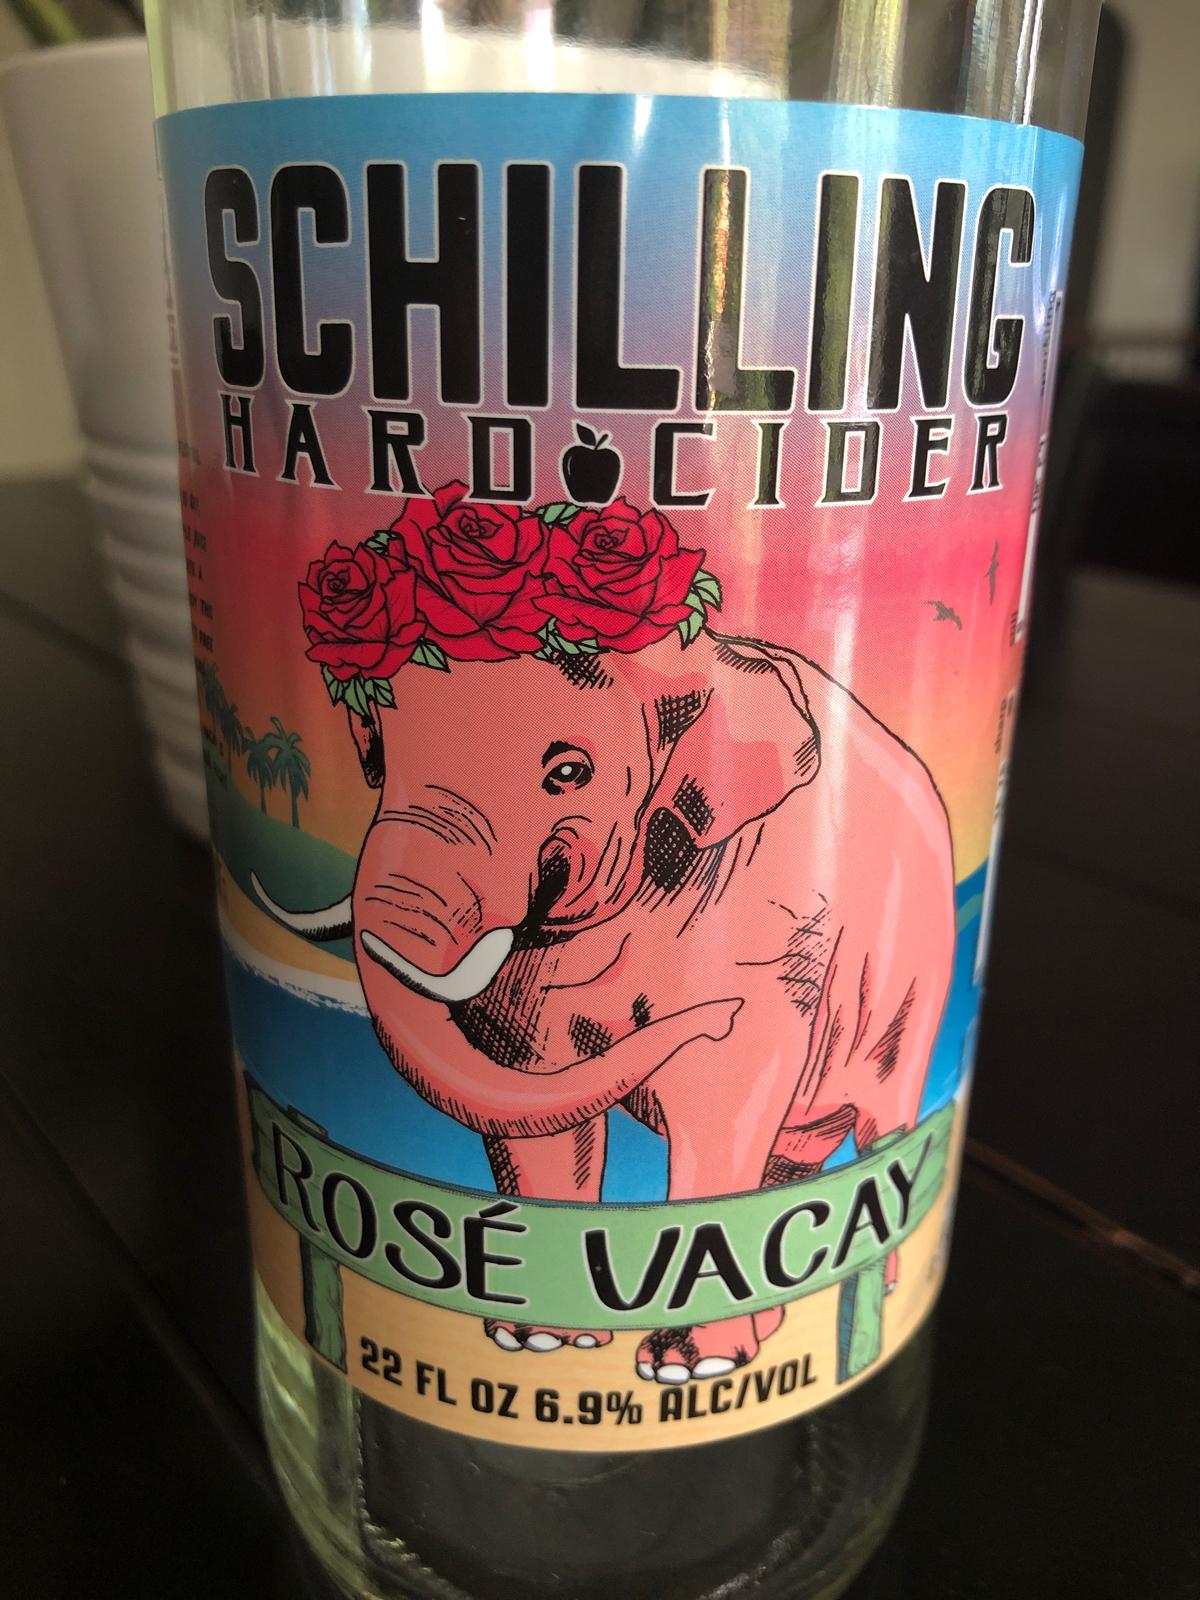 SCHILLING
HARD CIDER
ROSÉ VACAY
22 FL OZ 6.9% ALC/VOL